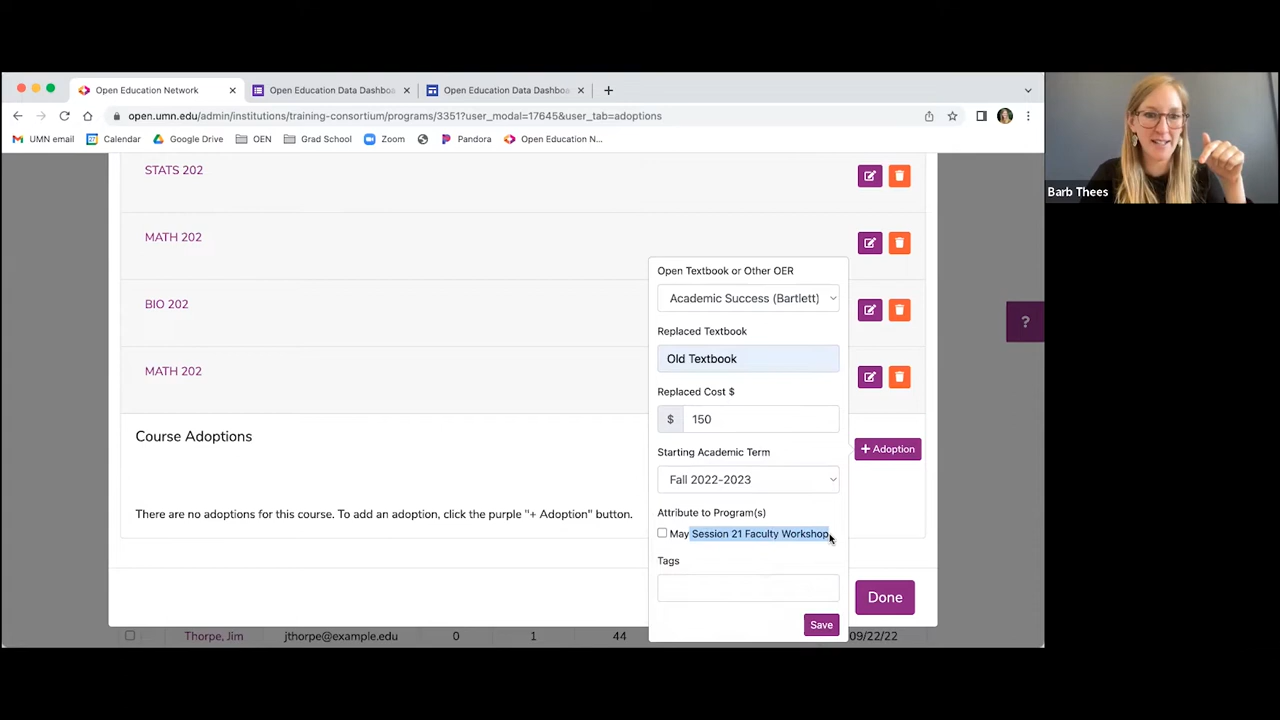 Open Education Network
Open Education Data Dashbo
Open Education Data Dashbo
open.umn.edu/admin/institutions/training-consortium/programs/3351?user_modal=17645&user_tab=adoptions
UMN email
Calendar
Google Drive
OEN
Grad School
Zoom
Pandora
Open Education N...
Barb Thees
STATS 202
MATH 202
BIO 202
MATH 202
?
Course Adoptions
+ Adoption
There are no adoptions for this course. To add an adoption, click the purple "+ Adoption" button.
Open Textbook or Other OER
Academic Success (Bartlett)
Replaced Textbook
Old Textbook
Replaced Cost $
$ 150
Starting Academic Term
Fall 2022-2023
Attribute to Program(s)
May Session 21 Faculty Workshop
Tags
Save
Done
Thorpe, Jim jthorpe@example.edu 0 1 44 09/22/22